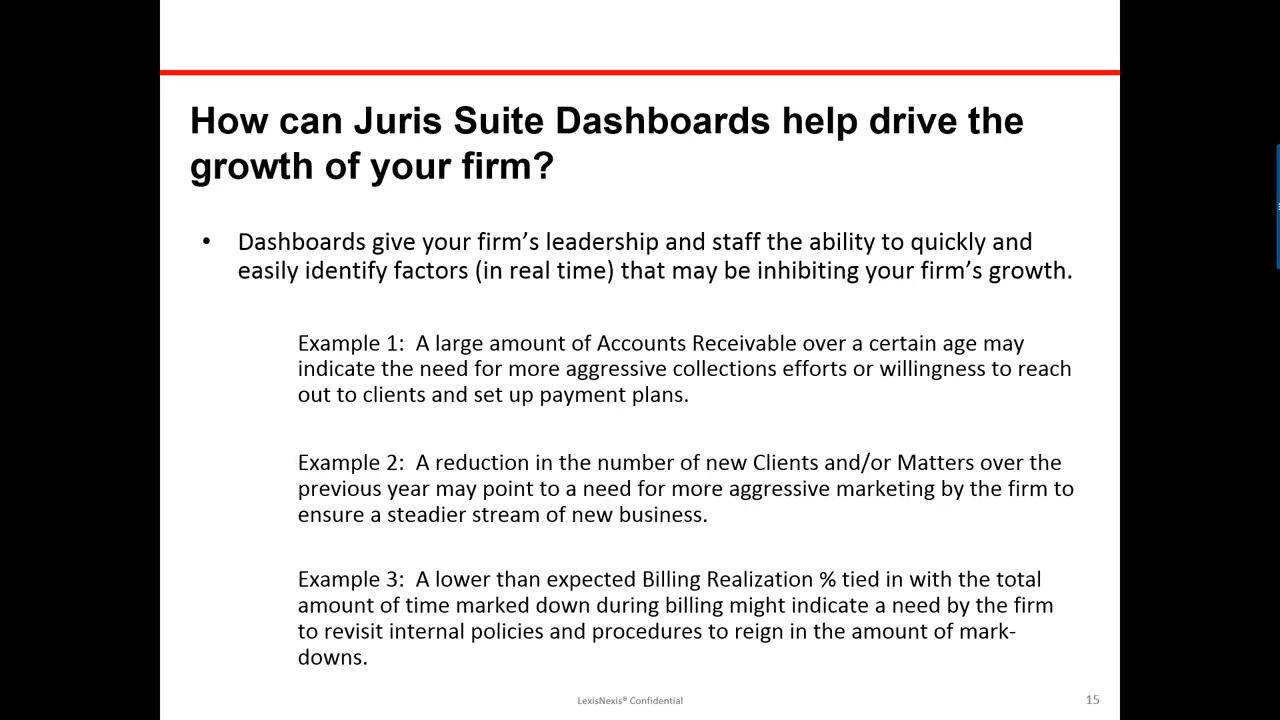 How can Juris Suite Dashboards help drive the
growth of your firm?
• Dashboards give your firm’s leadership and staff the ability to quickly and
easily identify factors (in real time) that may be inhibiting your firm’s growth.
Example 1:  A large amount of Accounts Receivable over a certain age may
indicate the need for more aggressive collections efforts or willingness to reach
out to clients and set up payment plans.
Example 2:  A reduction in the number of new Clients and/or Matters over the
previous year may point to a need for more aggressive marketing by the firm to
ensure a steadier stream of new business.
Example 3:  A lower than expected Billing Realization % tied in with the total
amount of time marked down during billing might indicate a need by the firm
to revisit internal policies and procedures to reign in the amount of mark-
downs.
LexisNexis® Confidential
15